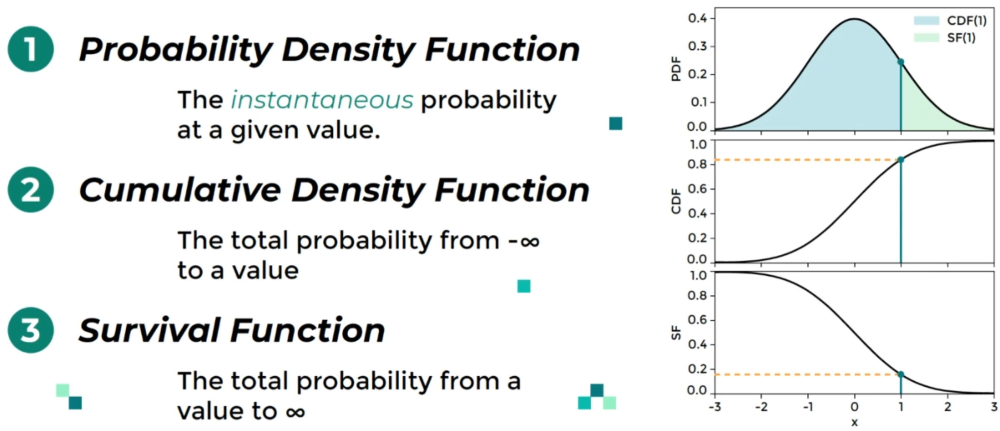 1 Probability Density Function
The instantaneous probability
at a given value.
2 Cumulative Density Function
The total probability from -∞
to a value
3 Survival Function
The total probability from a
value to ∞
CDF(1)
SF(1)
PDF
0.4
0.3
0.2
0.1
0.0
CDF
1.0
0.8
0.6
0.4
0.2
0.0
SF
1.0
0.8
0.6
0.4
0.2
0.0
-3 -2 -1 0 1 2 3
x